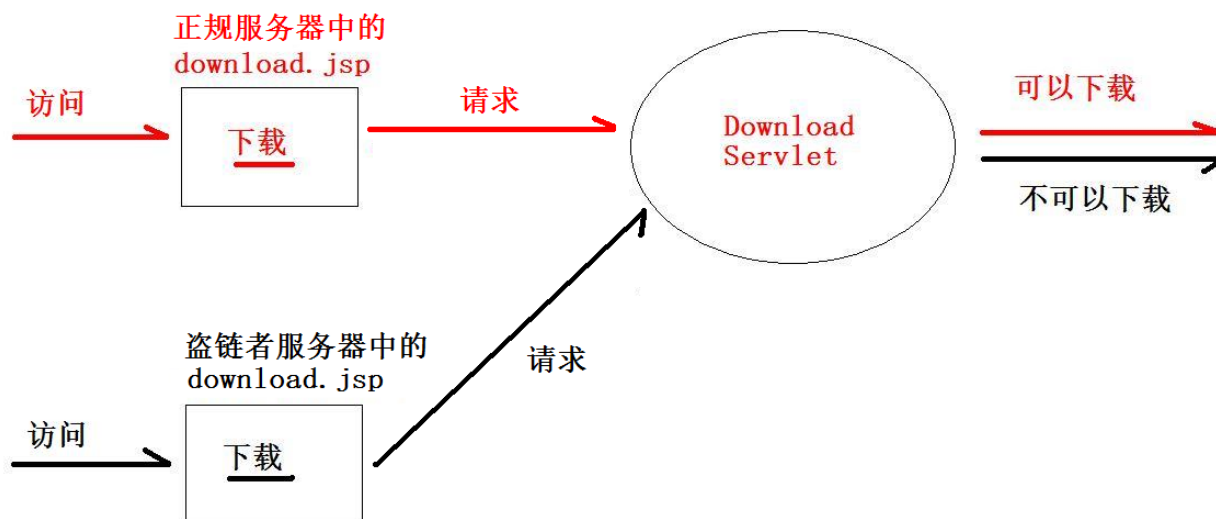 正规服务器中的
download.jsp
访问
下载
请求
Download
Servlet
可以下载
不可以下载
盗链者服务器中的
download.jsp
请求
访问
下载